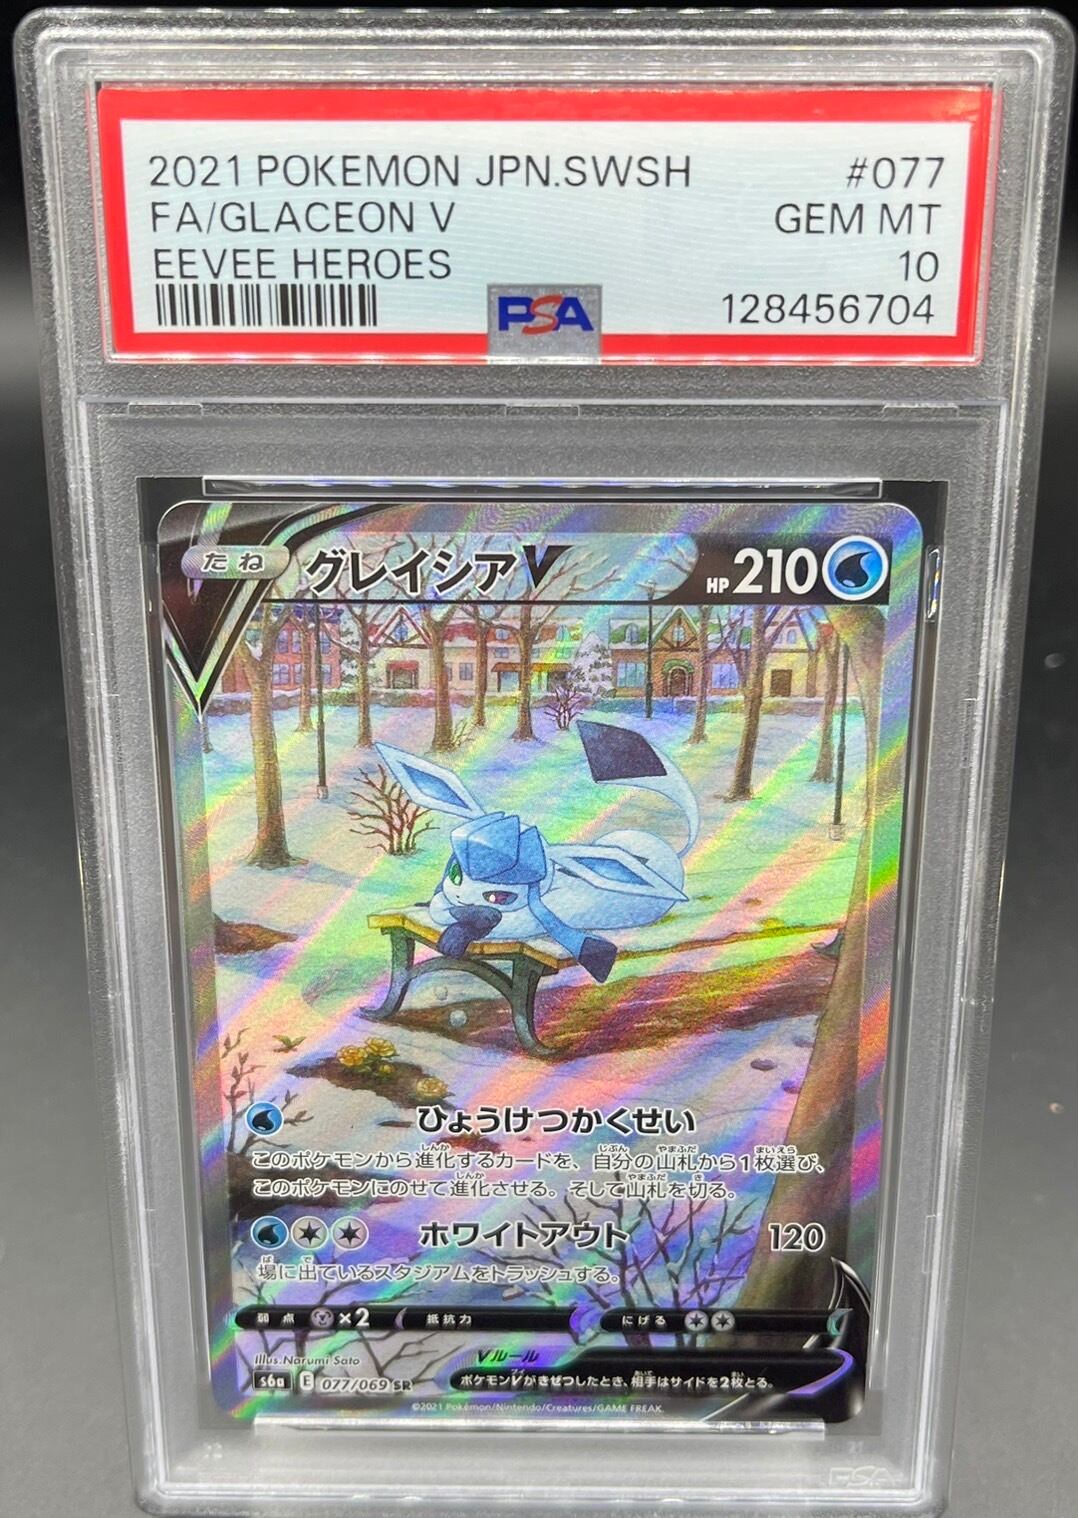 2021 POKEMON JPN.SWSH #077
FA/GLACEON V GEM MT
EEVEE HEROES 10
PSA 128456704
たね グレイシアV HP 210
ひょうけつかくせい
このポケモンから進化するカードを、自分の山札から1枚選び、
このポケモンにのせて進化させる。そして山札を切る。
ホワイトアウト 120
場に出ているスタジアムをトラッシュする。
弱点 ×2 抵抗力 にげる
Illus. Narumi Sato Vルール
s6a E 077/069 SR ポケモンVがきぜつしたとき、相手はサイドを2枚とる。
©2021 Pokémon/Nintendo/Creatures/GAME FREAK.
PSA